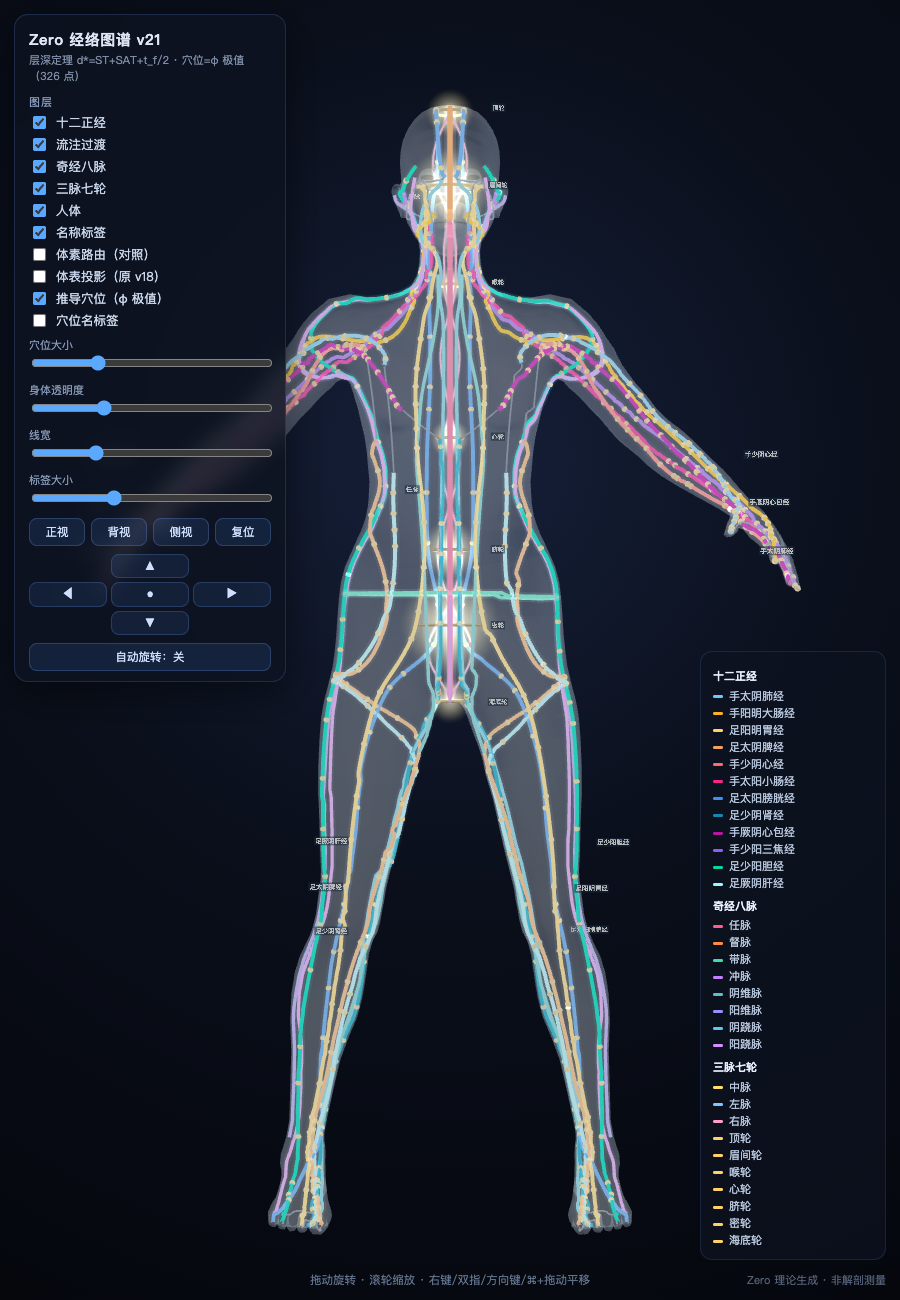 Zero 经络图谱 v21
层深定理 d*=ST+SAT+t_f/2 · 穴位=φ 极值
（326 点）
图层
十二正经
流注过渡
奇经八脉
三脉七轮
人体
名称标签
体素路由（对照）
体表投影（原 v18）
推导穴位（φ 极值）
穴位名标签
穴位大小
身体透明度
线宽
标签大小
正视 背视 侧视 复位
▲
◀ ● ▶
▼
自动旋转：关
顶轮
眉间轮
喉轮
心轮
脐轮
密轮
海底轮
手少阴心经
手厥阴心包经
手太阴肺经
足厥阴肝经
足少阳胆经
足太阴脾经
足阳明胃经
足少阴肾经
十二正经
手太阴肺经
手阳明大肠经
足阳明胃经
足太阴脾经
手少阴心经
手太阳小肠经
足太阳膀胱经
足少阴肾经
手厥阴心包经
手少阳三焦经
足少阳胆经
足厥阴肝经
奇经八脉
任脉
督脉
带脉
冲脉
阴维脉
阳维脉
阴跷脉
阳跷脉
三脉七轮
中脉
左脉
右脉
顶轮
眉间轮
喉轮
心轮
脐轮
密轮
海底轮
拖动旋转 · 滚轮缩放 · 右键/双指/方向键/⌘+拖动平移
Zero 理论生成 · 非解剖测量